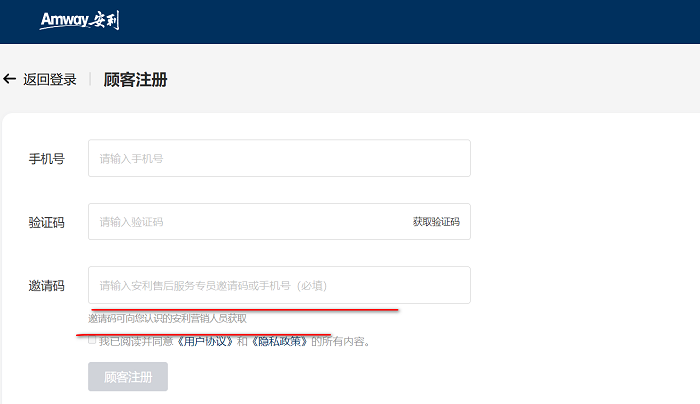 Amway 安利
返回登录 顾客注册
手机号 请输入手机号
验证码 请输入验证码 获取验证码
邀请码 请输入安利售后服务专员邀请码或手机号（必填）
邀请码可向您认识的安利营销人员获取
我已阅读并同意《用户协议》和《隐私政策》的所有内容。
顾客注册